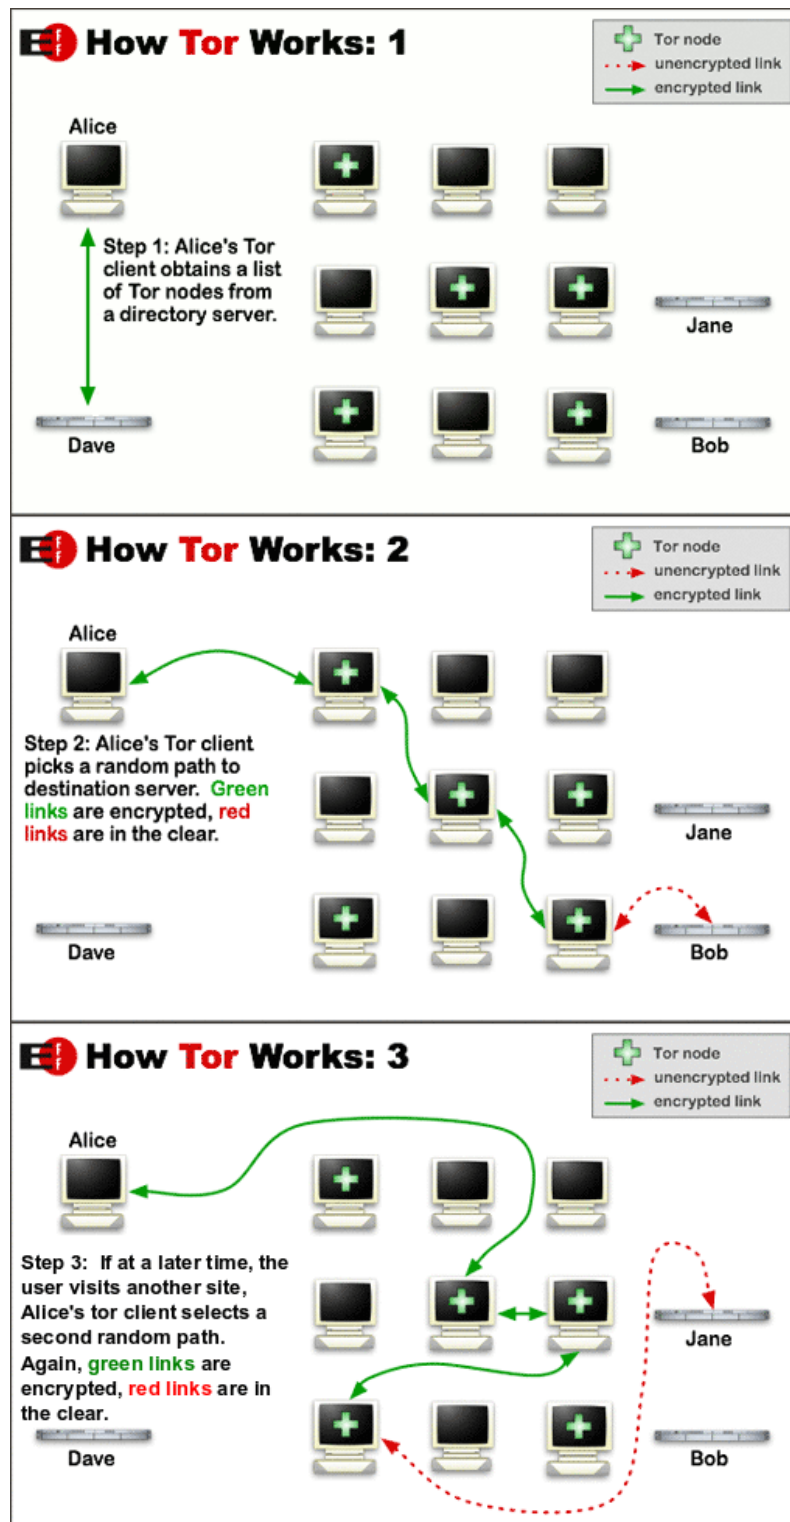 EFF How Tor Works: 1
Tor node
unencrypted link
encrypted link
Alice
Step 1: Alice's Tor
client obtains a list
of Tor nodes from
a directory server.
Jane
Dave
Bob
EFF How Tor Works: 2
Tor node
unencrypted link
encrypted link
Alice
Step 2: Alice's Tor client
picks a random path to
destination server. Green
links are encrypted, red
links are in the clear.
Jane
Dave
Bob
EFF How Tor Works: 3
Tor node
unencrypted link
encrypted link
Alice
Step 3: If at a later time, the
user visits another site,
Alice's tor client selects a
second random path.
Again, green links are
encrypted, red links are in
the clear.
Jane
Dave
Bob